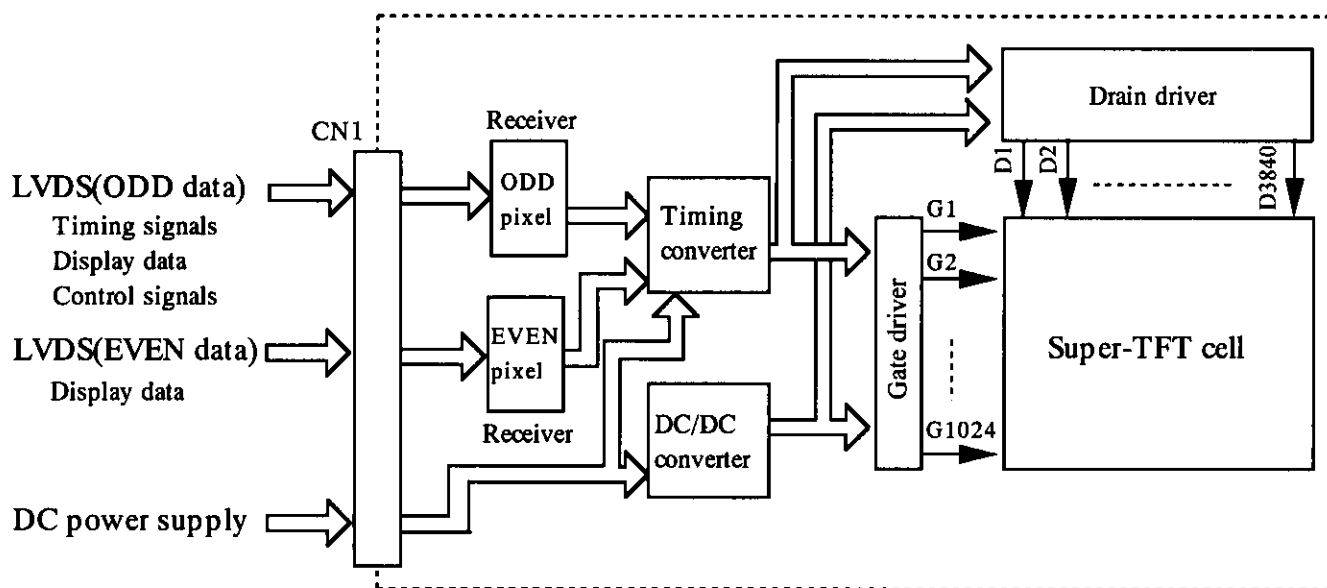 CN1
LVDS(ODD data)
Timing signals
Display data
Control signals
LVDS(EVEN data)
Display data
DC power supply
Receiver
ODD
pixel
EVEN
pixel
Receiver
Timing
converter
DC/DC
converter
Drain driver
D1
D2
D3840
Gate driver
G1
G2
G1024
Super-TFT cell